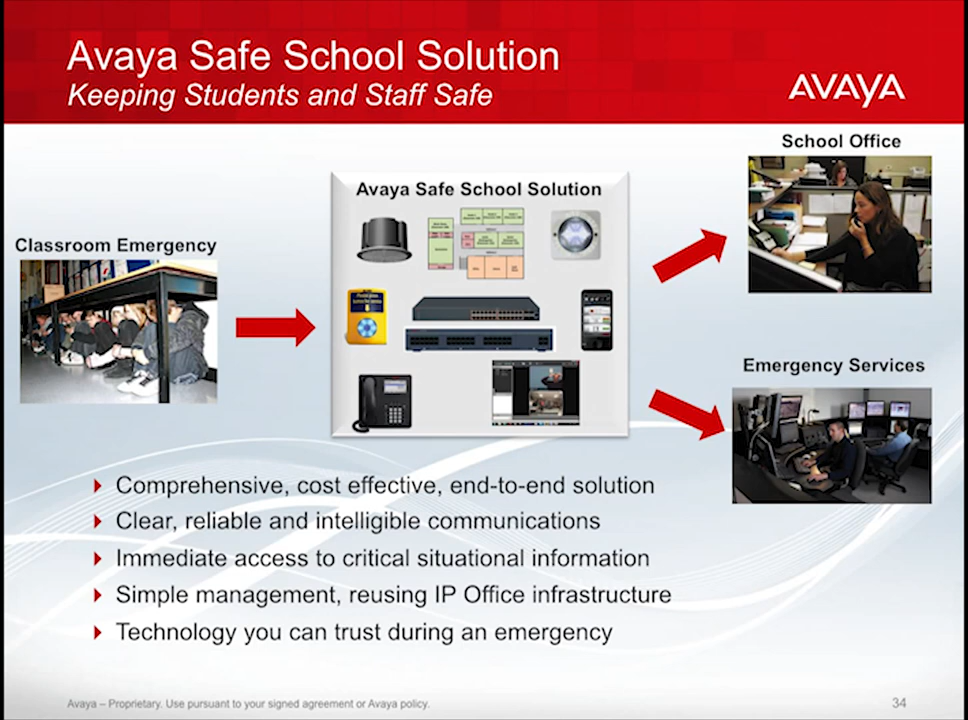 Avaya Safe School Solution
Keeping Students and Staff Safe
AVAYA
School Office
Avaya Safe School Solution
Classroom Emergency
Emergency Services
Comprehensive, cost effective, end-to-end solution
Clear, reliable and intelligible communications
Immediate access to critical situational information
Simple management, reusing IP Office infrastructure
Technology you can trust during an emergency
Avaya – Proprietary. Use pursuant to your signed agreement or Avaya policy.
34